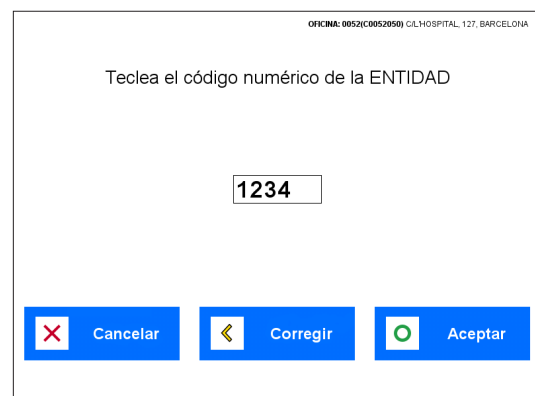 OFICINA: 0052(C0052050) C/L'HOSPITAL, 127, BARCELONA
Teclea el código numérico de la ENTIDAD
1234
Cancelar Corregir Aceptar